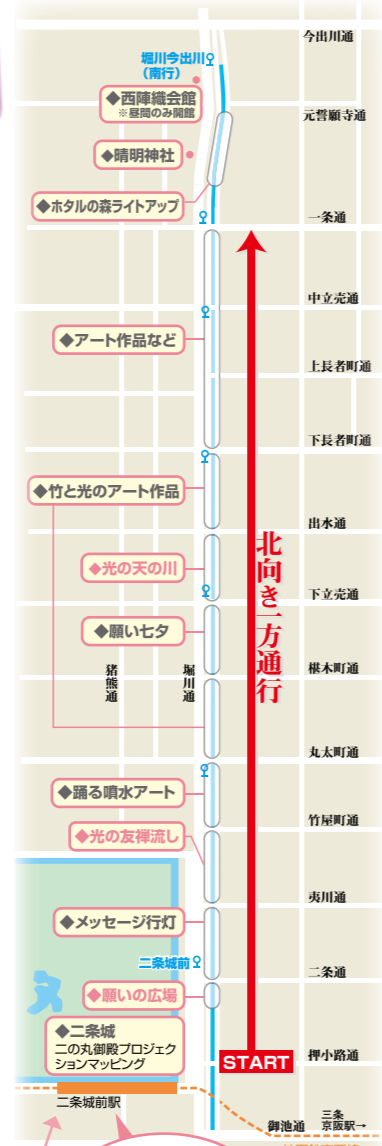 今出川通
堀川今出川
（南行）
◆西陣織会館
※昼間のみ開館
元誓願寺通
◆晴明神社
◆ホタルの森ライトアップ
一条通
中立売通
◆アート作品など
上長者町通
下長者町通
◆竹と光のアート作品
出水通
北向き一方通行
◆光の天の川
下立売通
◆願い七夕
猪熊通
堀川通
椹木町通
丸太町通
◆踊る噴水アート
竹屋町通
◆光の友禅流し
夷川通
◆メッセージ行灯
二条城前
二条通
◆願いの広場
◆二条城
二の丸御殿プロジェク
ションマッピング
START
押小路通
二条城前駅
御池通
三条
京阪駅→